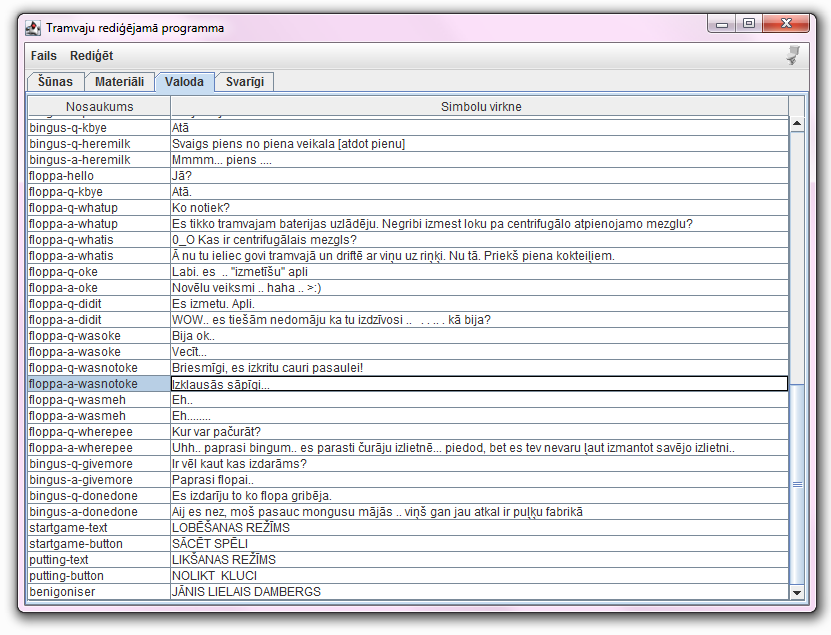 Tramvaju rediģējamā programma
Fails Rediģēt
Šūnas Materiāli Valoda Svarīgi
Nosaukums Simbolu virkne
bingus-q-kbye Atā
bingus-q-heremilk Svaigs piens no piena veikala [atdot pienu]
bingus-a-heremilk Mmmm... piens ....
floppa-hello Jā?
floppa-q-kbye Atā.
floppa-q-whatup Ko notiek?
floppa-a-whatup Es tikko tramvajam baterijas uzlādēju. Negribi izmest loku pa centrifugālo atpienojamo mezglu?
floppa-q-whatis 0_O Kas ir centrifugālais mezgls?
floppa-a-whatis Ā nu tu ieliec govi tramvajā un driftē ar viņu uz riņķi. Nu tā. Priekš piena kokteiļiem.
floppa-q-oke Labi. es .. "izmetīšu" apli
floppa-a-oke Novēlu veiksmi .. haha .. >:)
floppa-q-didit Es izmetu. Apli.
floppa-a-didit WOW.. es tiešām nedomāju ka tu izdzīvosi .. . . .. . kā bija?
floppa-q-wasoke Bija ok..
floppa-a-wasoke Vecīt...
floppa-q-wasnotoke Briesmīgi, es izkritu cauri pasaulei!
floppa-a-wasnotoke Izklausās sāpīgi...
floppa-q-wasmeh Eh..
floppa-a-wasmeh Eh........
floppa-q-wherepee Kur var pačurāt?
floppa-a-wherepee Uhh.. paprasi bingum.. es parasti čurāju izlietnē... piedod, bet es tev nevaru ļaut izmantot savējo izlietni..
bingus-q-givemore Ir vēl kaut kas izdarāms?
bingus-a-givemore Paprasi flopai..
bingus-q-donedone Es izdarīju to ko flopa gribēja.
bingus-a-donedone Aij es nez, moš pasauc mongusu mājās .. viņš gan jau atkal ir puļķu fabrikā
startgame-text LOBĒŠANAS REŽĪMS
startgame-button SĀCĒT SPĒLI
putting-text LIKŠANAS REŽĪMS
putting-button NOLIKT KLUCI
benigoniser JĀNIS LIELAIS DAMBERGS